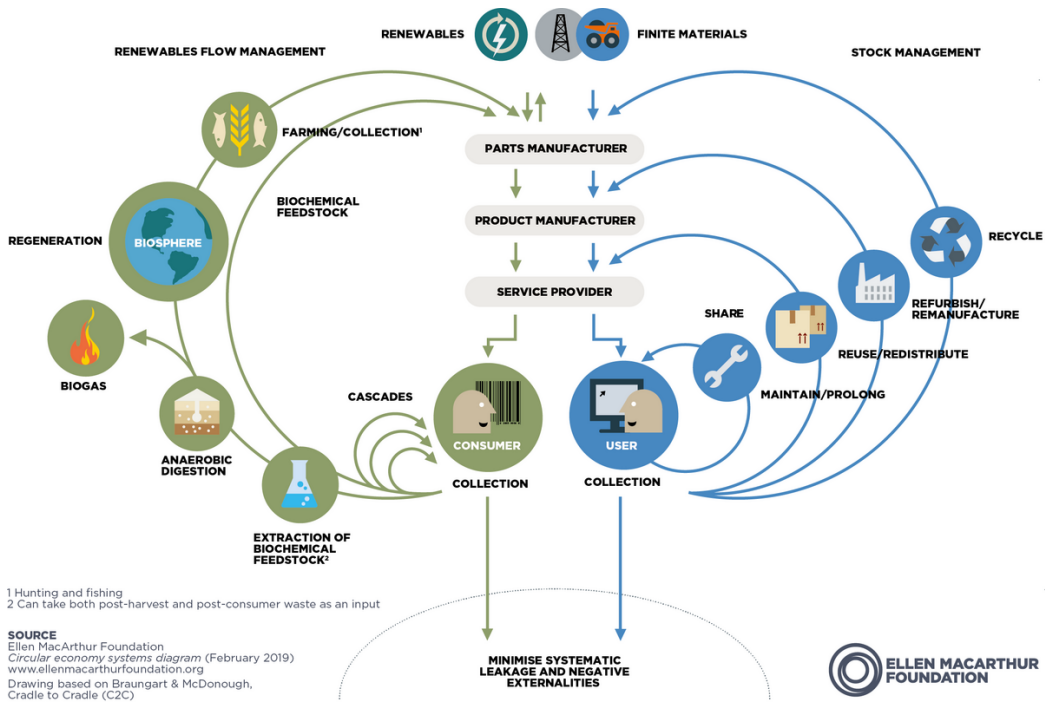 RENEWABLES
FINITE MATERIALS
RENEWABLES FLOW MANAGEMENT
STOCK MANAGEMENT
FARMING/COLLECTION¹
PARTS MANUFACTURER
BIOCHEMICAL
FEEDSTOCK
PRODUCT MANUFACTURER
REGENERATION
BIOSPHERE
RECYCLE
SERVICE PROVIDER
SHARE
REFURBISH/
REMANUFACTURE
REUSE/REDISTRIBUTE
BIOGAS
CASCADES
MAINTAIN/PROLONG
CONSUMER
USER
ANAEROBIC
DIGESTION
COLLECTION
COLLECTION
EXTRACTION OF
BIOCHEMICAL
FEEDSTOCK²
1 Hunting and fishing
2 Can take both post-harvest and post-consumer waste as an input
SOURCE
Ellen MacArthur Foundation
Circular economy systems diagram (February 2019)
www.ellenmacarthurfoundation.org
Drawing based on Braungart & McDonough,
Cradle to Cradle (C2C)
MINIMISE SYSTEMATIC
LEAKAGE AND NEGATIVE
EXTERNALITIES
ELLEN MACARTHUR
FOUNDATION